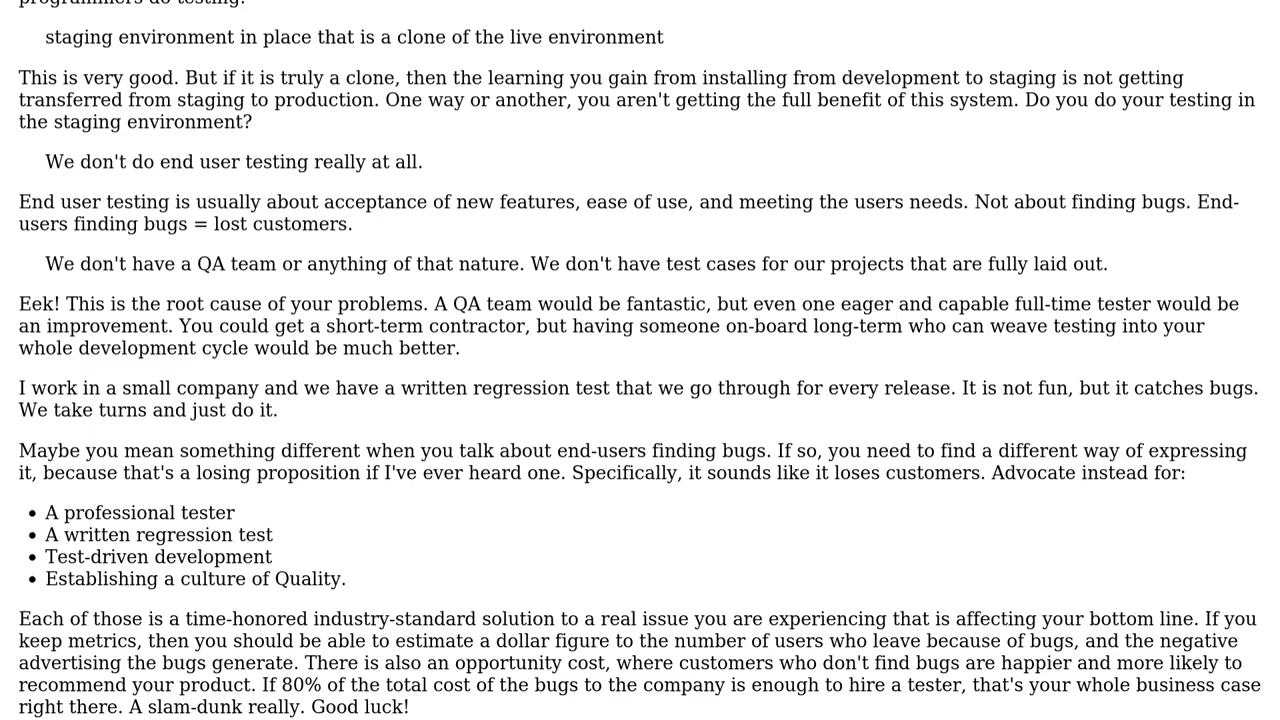 programmers do testing.
staging environment in place that is a clone of the live environment
This is very good. But if it is truly a clone, then the learning you gain from installing from development to staging is not getting
transferred from staging to production. One way or another, you aren't getting the full benefit of this system. Do you do your testing in
the staging environment?
We don't do end user testing really at all.
End user testing is usually about acceptance of new features, ease of use, and meeting the users needs. Not about finding bugs. End-
users finding bugs = lost customers.
We don't have a QA team or anything of that nature. We don't have test cases for our projects that are fully laid out.
Eek! This is the root cause of your problems. A QA team would be fantastic, but even one eager and capable full-time tester would be
an improvement. You could get a short-term contractor, but having someone on-board long-term who can weave testing into your
whole development cycle would be much better.
I work in a small company and we have a written regression test that we go through for every release. It is not fun, but it catches bugs.
We take turns and just do it.
Maybe you mean something different when you talk about end-users finding bugs. If so, you need to find a different way of expressing
it, because that's a losing proposition if I've ever heard one. Specifically, it sounds like it loses customers. Advocate instead for:
• A professional tester
• A written regression test
• Test-driven development
• Establishing a culture of Quality.
Each of those is a time-honored industry-standard solution to a real issue you are experiencing that is affecting your bottom line. If you
keep metrics, then you should be able to estimate a dollar figure to the number of users who leave because of bugs, and the negative
advertising the bugs generate. There is also an opportunity cost, where customers who don't find bugs are happier and more likely to
recommend your product. If 80% of the total cost of the bugs to the company is enough to hire a tester, that's your whole business case
right there. A slam-dunk really. Good luck!